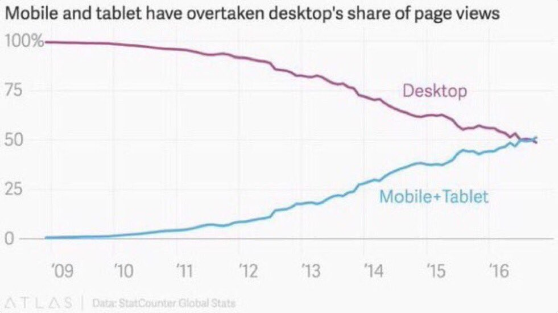 Mobile and tablet have overtaken desktop's share of page views
100%
75
Desktop
50
25
Mobile+Tablet
0
'09 '10 '11 '12 '13 '14 '15 '16
ATLAS | Data: StatCounter Global Stats